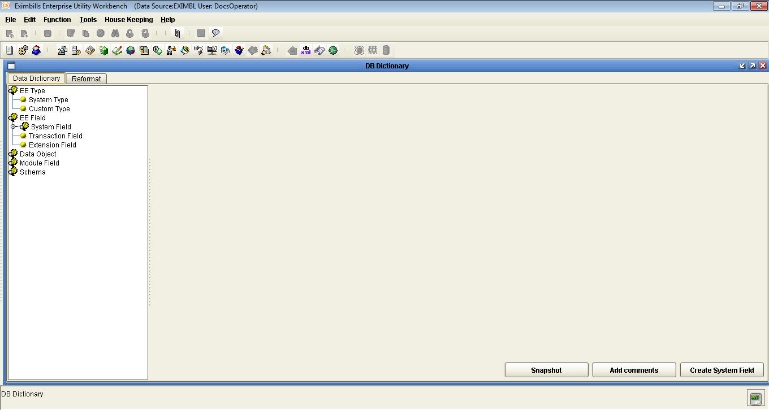 Eximbills Enterprise Utility Workbench (Data Source:EXIMBL User: DocsOperator)
File Edit Function Tools House Keeping Help
DB Dictionary
Data Dictionary Reformat
EE Type
System Type
Custom Type
EE Field
System Field
Transaction Field
Extension Field
Data Object
Module Field
Schema
Snapshot Add comments Create System Field
DB Dictionary